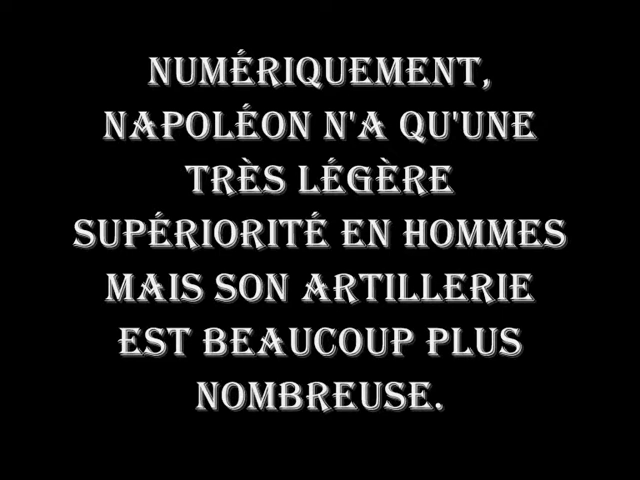 NUMÉRIQUEMENT,
NAPOLÉON N'A QU'UNE
TRÈS LÉGÈRE
SUPÉRIORITÉ EN HOMMES
MAIS SON ARTILLERIE
EST BEAUCOUP PLUS
NOMBREUSE.